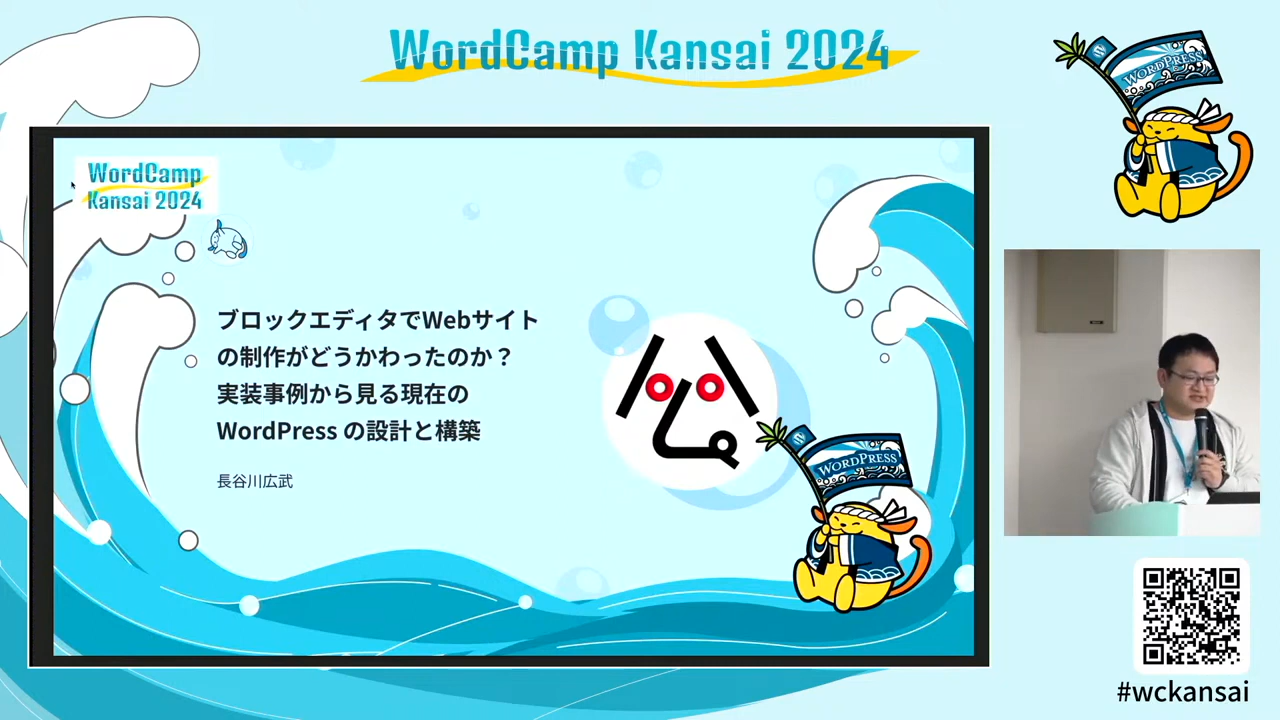 WordCamp Kansai 2024
WORDPRESS
WordCamp
Kansai 2024
ブロックエディタでWebサイト
の制作がどうかわったのか？
実装事例から見る現在の
WordPress の設計と構築
長谷川広武
WORDPRESS
#wckansai